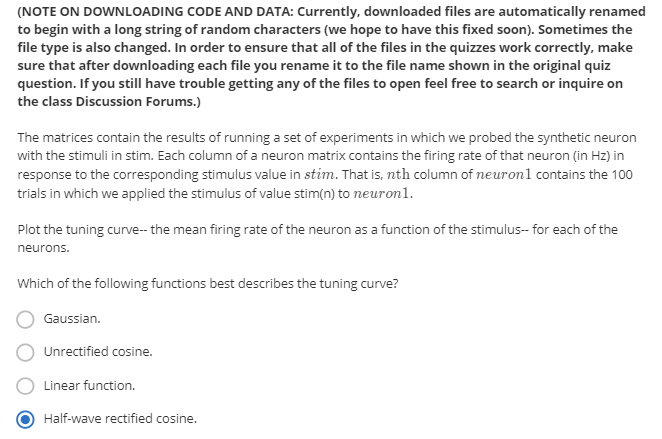 (NOTE ON DOWNLOADING CODE AND DATA: Currently, downloaded files are automatically renamed
to begin with a long string of random characters (we hope to have this fixed soon). Sometimes the
file type is also changed. In order to ensure that all of the files in the quizzes work correctly, make
sure that after downloading each file you rename it to the file name shown in the original quiz
question. If you still have trouble getting any of the files to open feel free to search or inquire on
the class Discussion Forums.)
The matrices contain the results of running a set of experiments in which we probed the synthetic neuron
with the stimuli in stim. Each column of a neuron matrix contains the firing rate of that neuron (in Hz) in
response to the corresponding stimulus value in stim. That is, nth column of neuron1 contains the 100
trials in which we applied the stimulus of value stim(n) to neuron1.
Plot the tuning curve-- the mean firing rate of the neuron as a function of the stimulus-- for each of the
neurons.
Which of the following functions best describes the tuning curve?
Gaussian.
Unrectified cosine.
Linear function.
Half-wave rectified cosine.